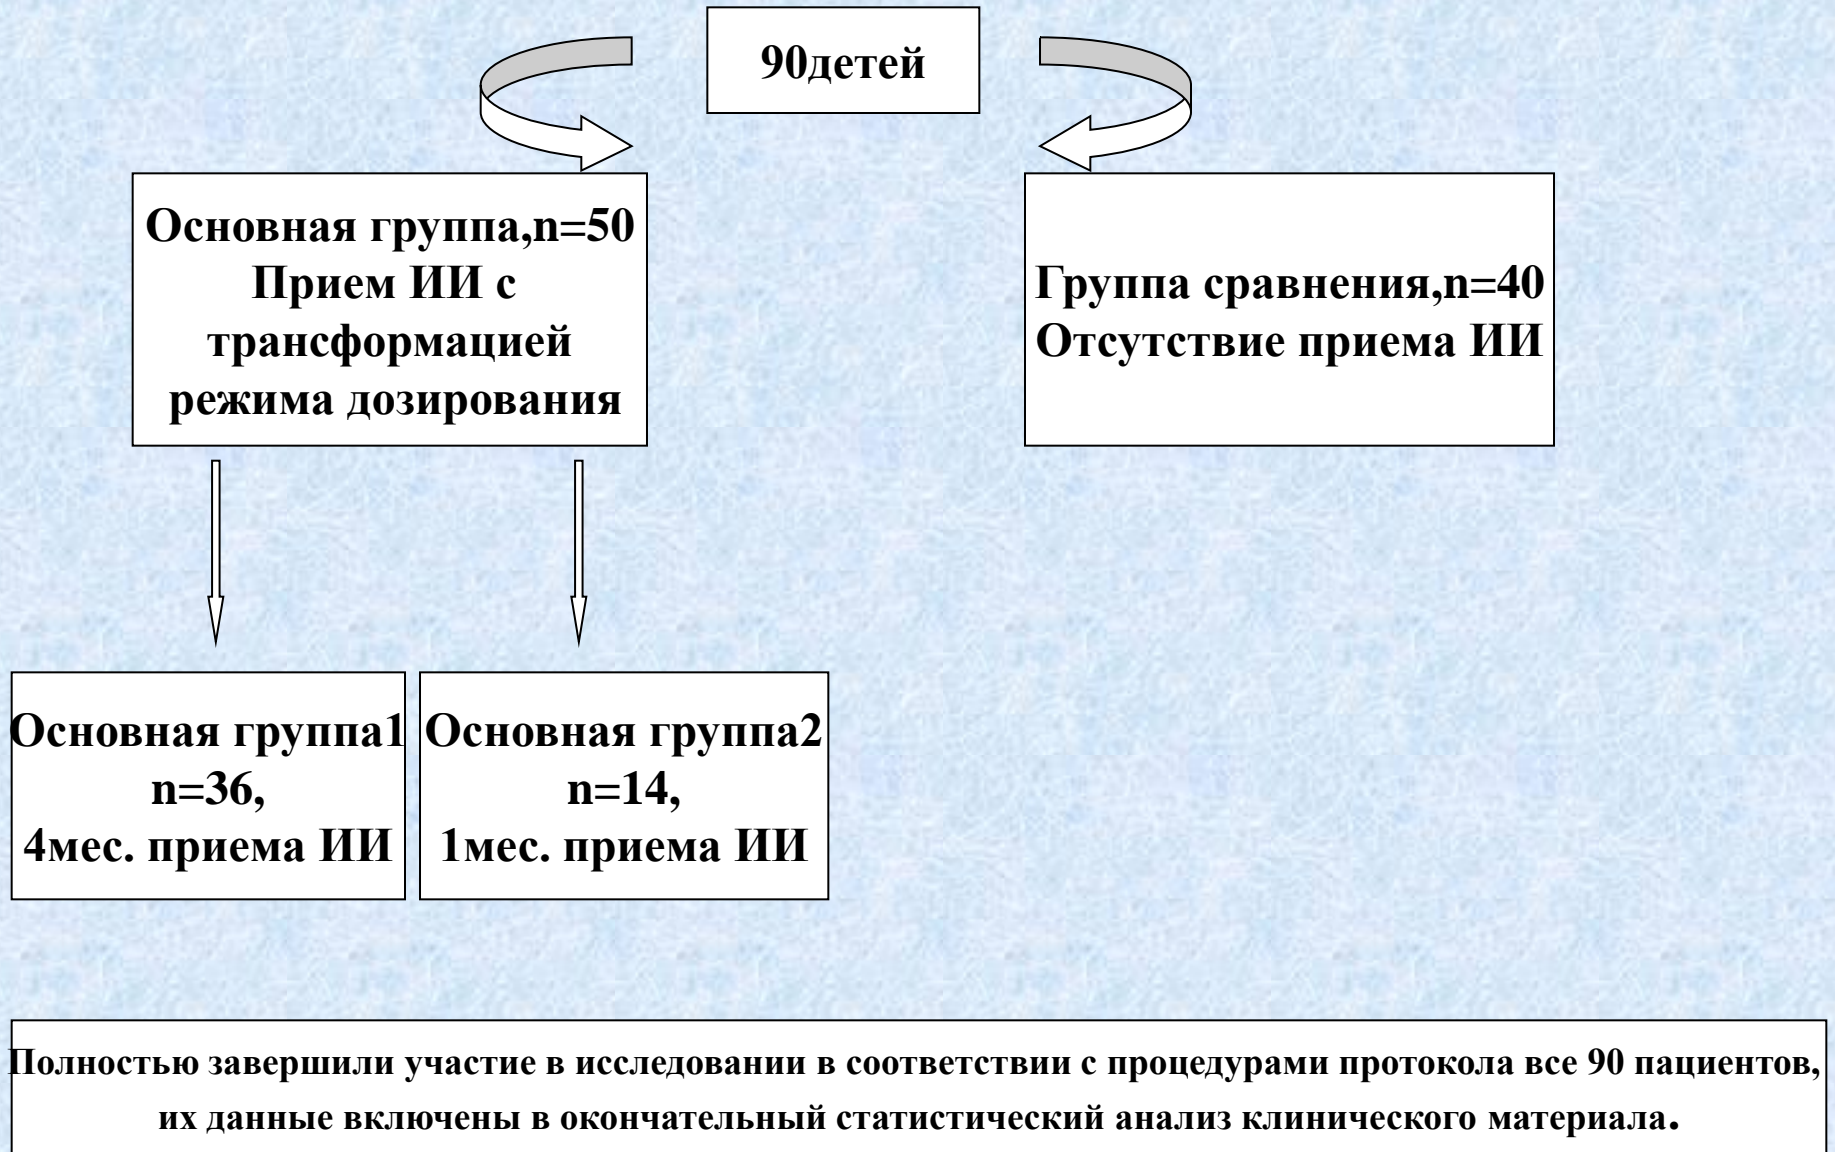 90детей
Основная группа,n=50
Прием ИИ с
трансформацией
режима дозирования
Группа сравнения,n=40
Отсутствие приема ИИ
Основная группа1
n=36,
4мес. приема ИИ
Основная группа2
n=14,
1мес. приема ИИ
Полностью завершили участие в исследовании в соответствии с процедурами протокола все 90 пациентов,
их данные включены в окончательный статистический анализ клинического материала.